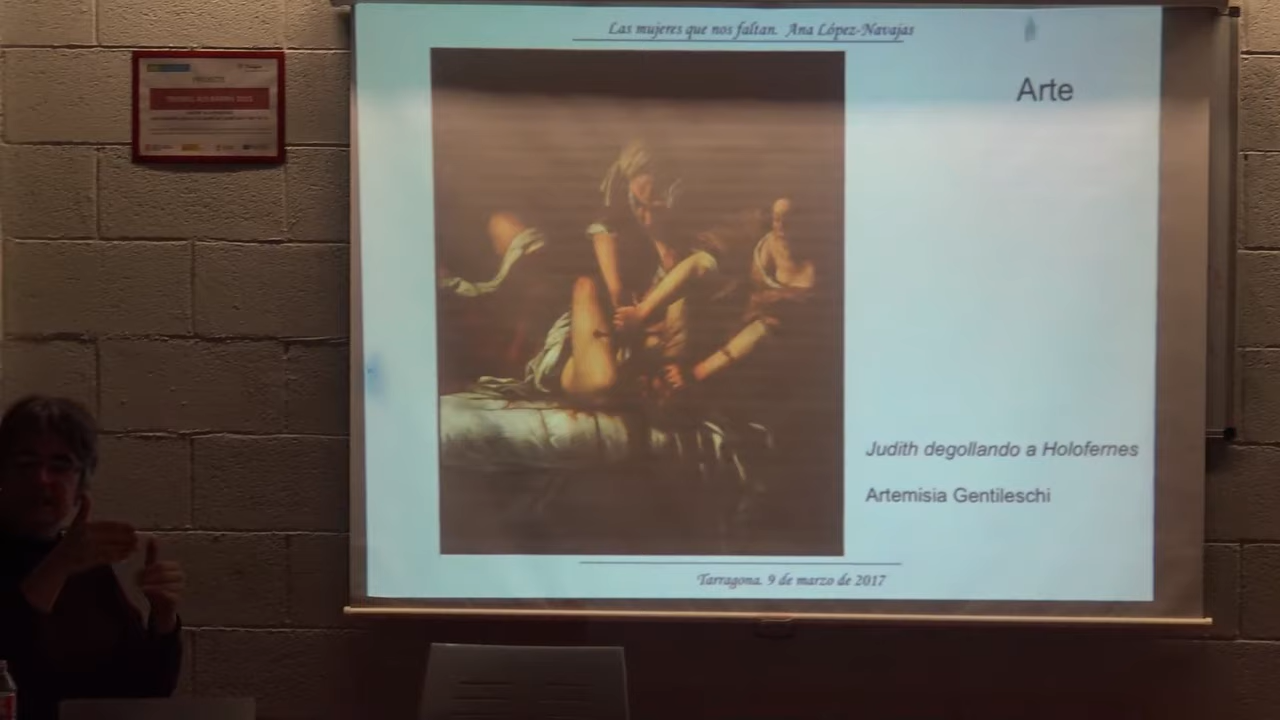 Las mujeres que nos faltan. Ana López-Navajas
Arte
Judith degollando a Holofernes
Artemisia Gentileschi
Tarragona. 9 de marzo de 2017